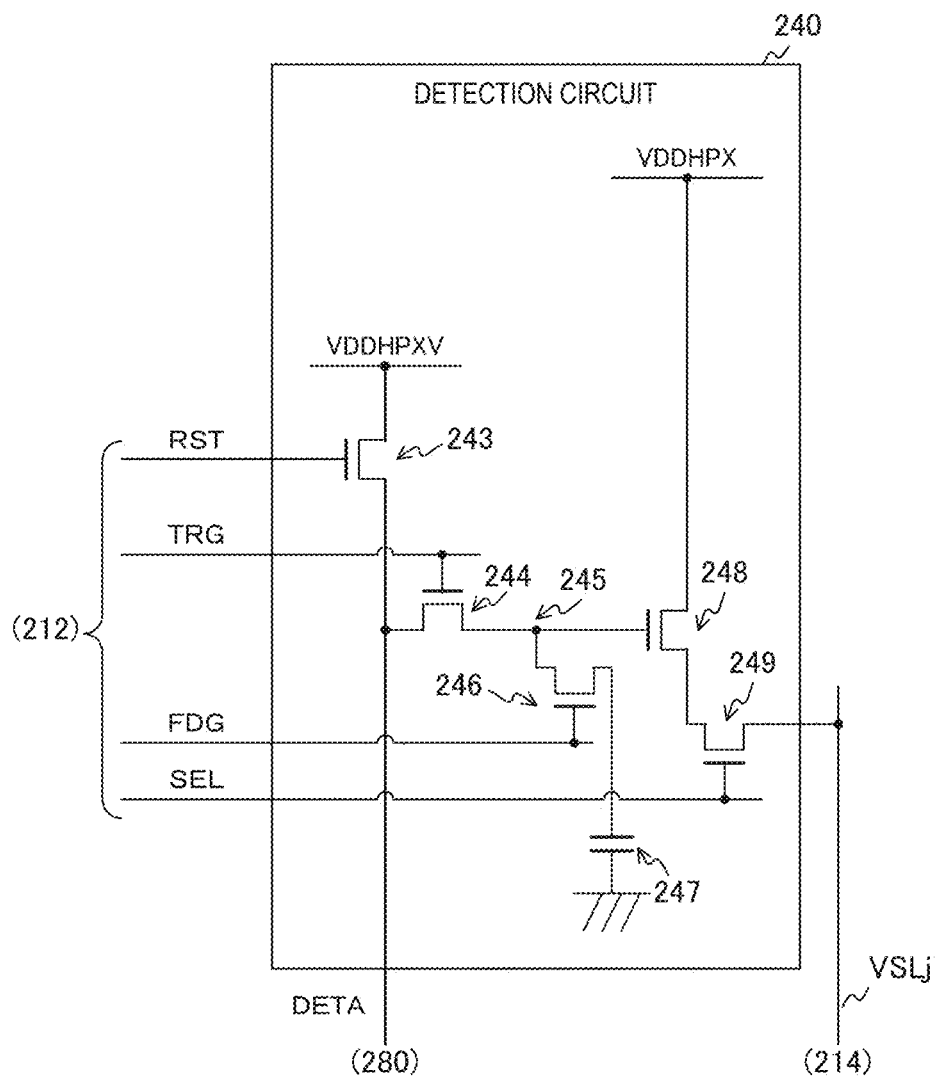 240
DETECTION CIRCUIT
VDDHPX
VDDHPXV
RST
243
TRG
244
245
248
(212)
246
249
FDG
SEL
247
VSLj
DETA
(280)
(214)